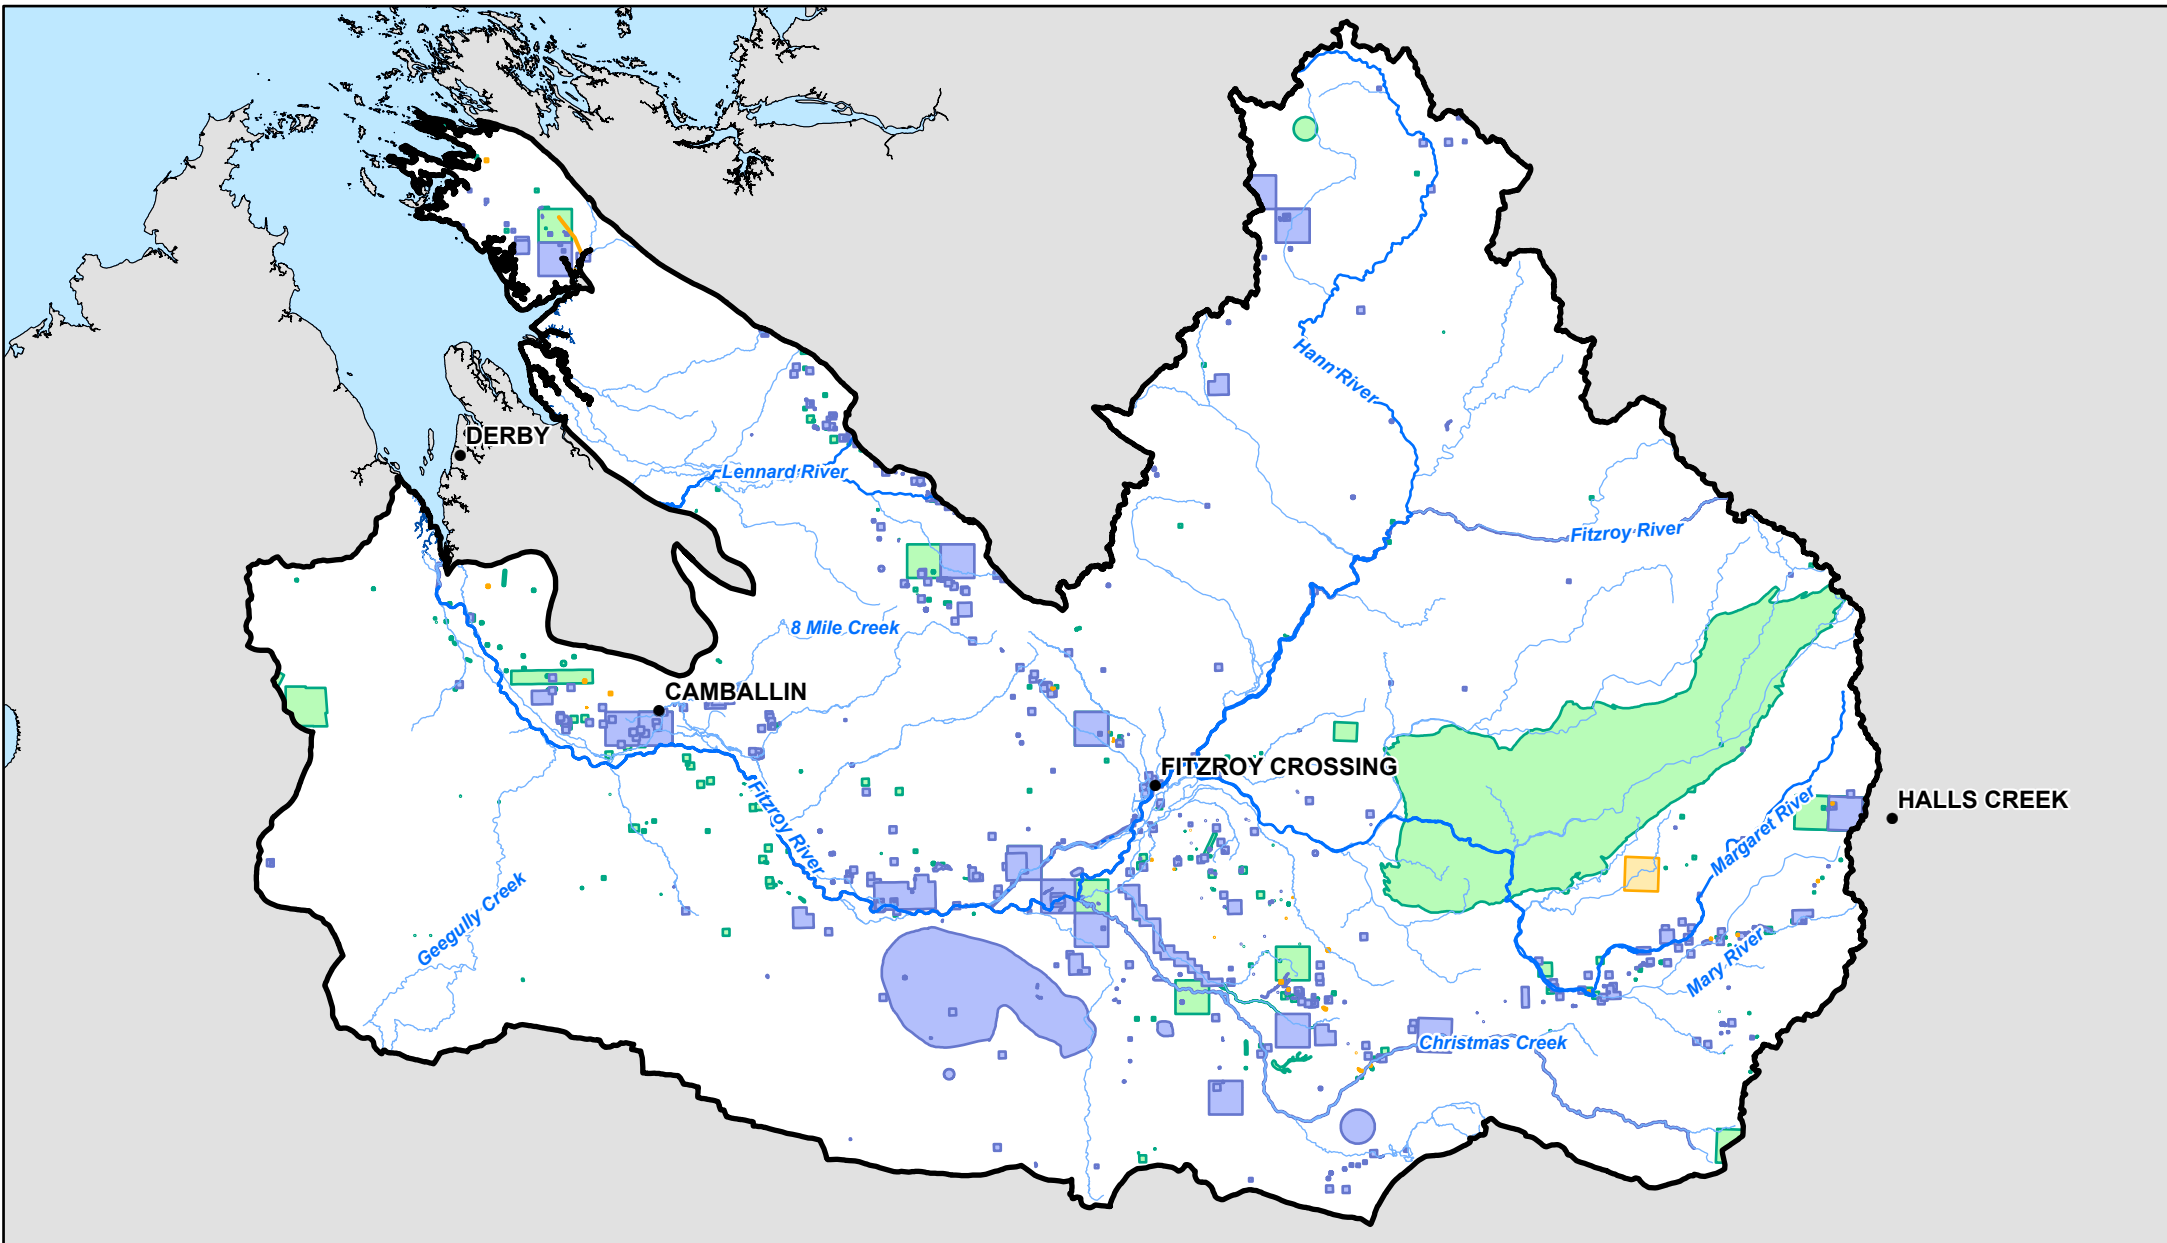 Hann River
DERBY
Lennard River
Fitzroy River
8 Mile Creek
CAMBALLIN
FITZROY CROSSING
HALLS CREEK
Fitzroy River
Margaret River
Geegully Creek
Mary River
Christmas Creek